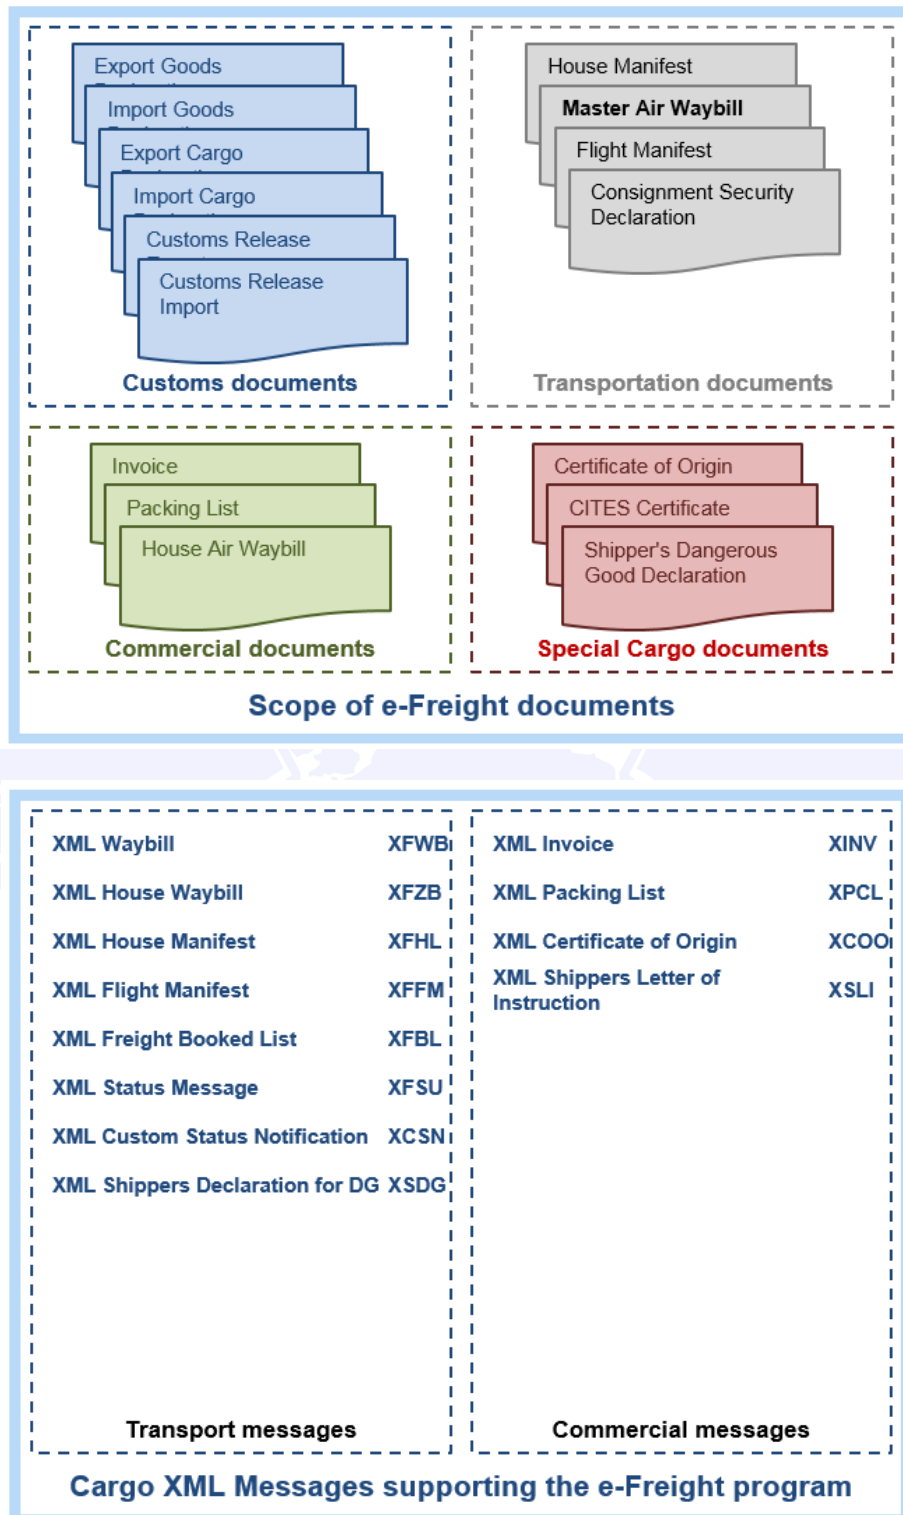 Export Goods
Import Goods
Export Cargo
Import Cargo
Customs Release
Customs Release
Import
Customs documents
House Manifest
Master Air Waybill
Flight Manifest
Consignment Security
Declaration
Transportation documents
Invoice
Packing List
House Air Waybill
Commercial documents
Certificate of Origin
CITES Certificate
Shipper's Dangerous
Good Declaration
Special Cargo documents
Scope of e-Freight documents
XML Waybill XFWB
XML House Waybill XFZB
XML House Manifest XFHL
XML Flight Manifest XFFM
XML Freight Booked List XFBL
XML Status Message XFSU
XML Custom Status Notification XCSN
XML Shippers Declaration for DG XSDG
Transport messages
XML Invoice XINV
XML Packing List XPCL
XML Certificate of Origin XCOO
XML Shippers Letter of
Instruction XSLI
Commercial messages
Cargo XML Messages supporting the e-Freight program